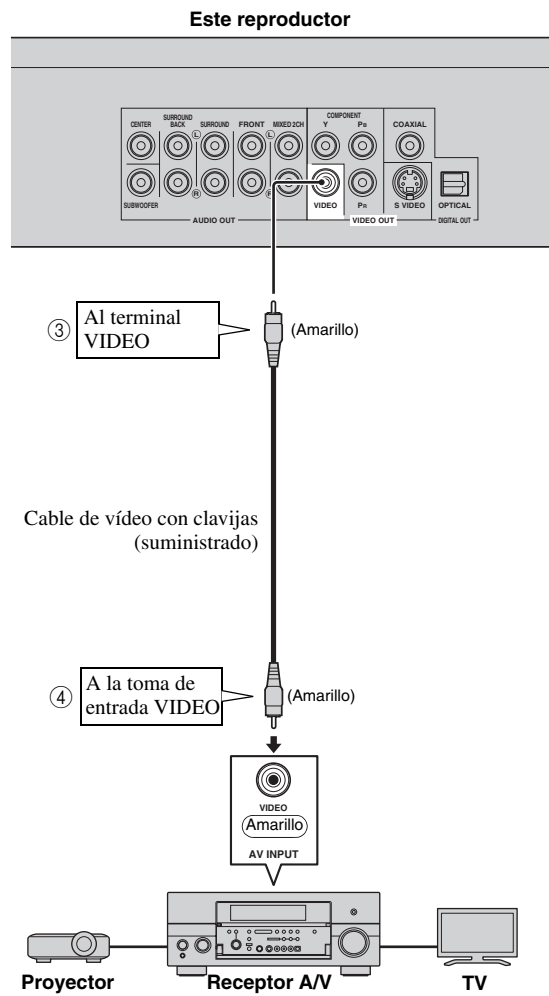 Este reproductor
CENTER
SURROUND
BACK
SURROUND
FRONT
MIXED 2CH
COMPONENT
Y
PB
COAXIAL
L
L
R
SUBWOOFER
VIDEO
PR
S VIDEO
OPTICAL
AUDIO OUT
VIDEO OUT
DIGITAL OUT
③
Al terminal
VIDEO
(Amarillo)
Cable de vídeo con clavijas
(suministrado)
④
A la toma de
entrada VIDEO
(Amarillo)
VIDEO
Amarillo
AV INPUT
Proyector
Receptor A/V
TV